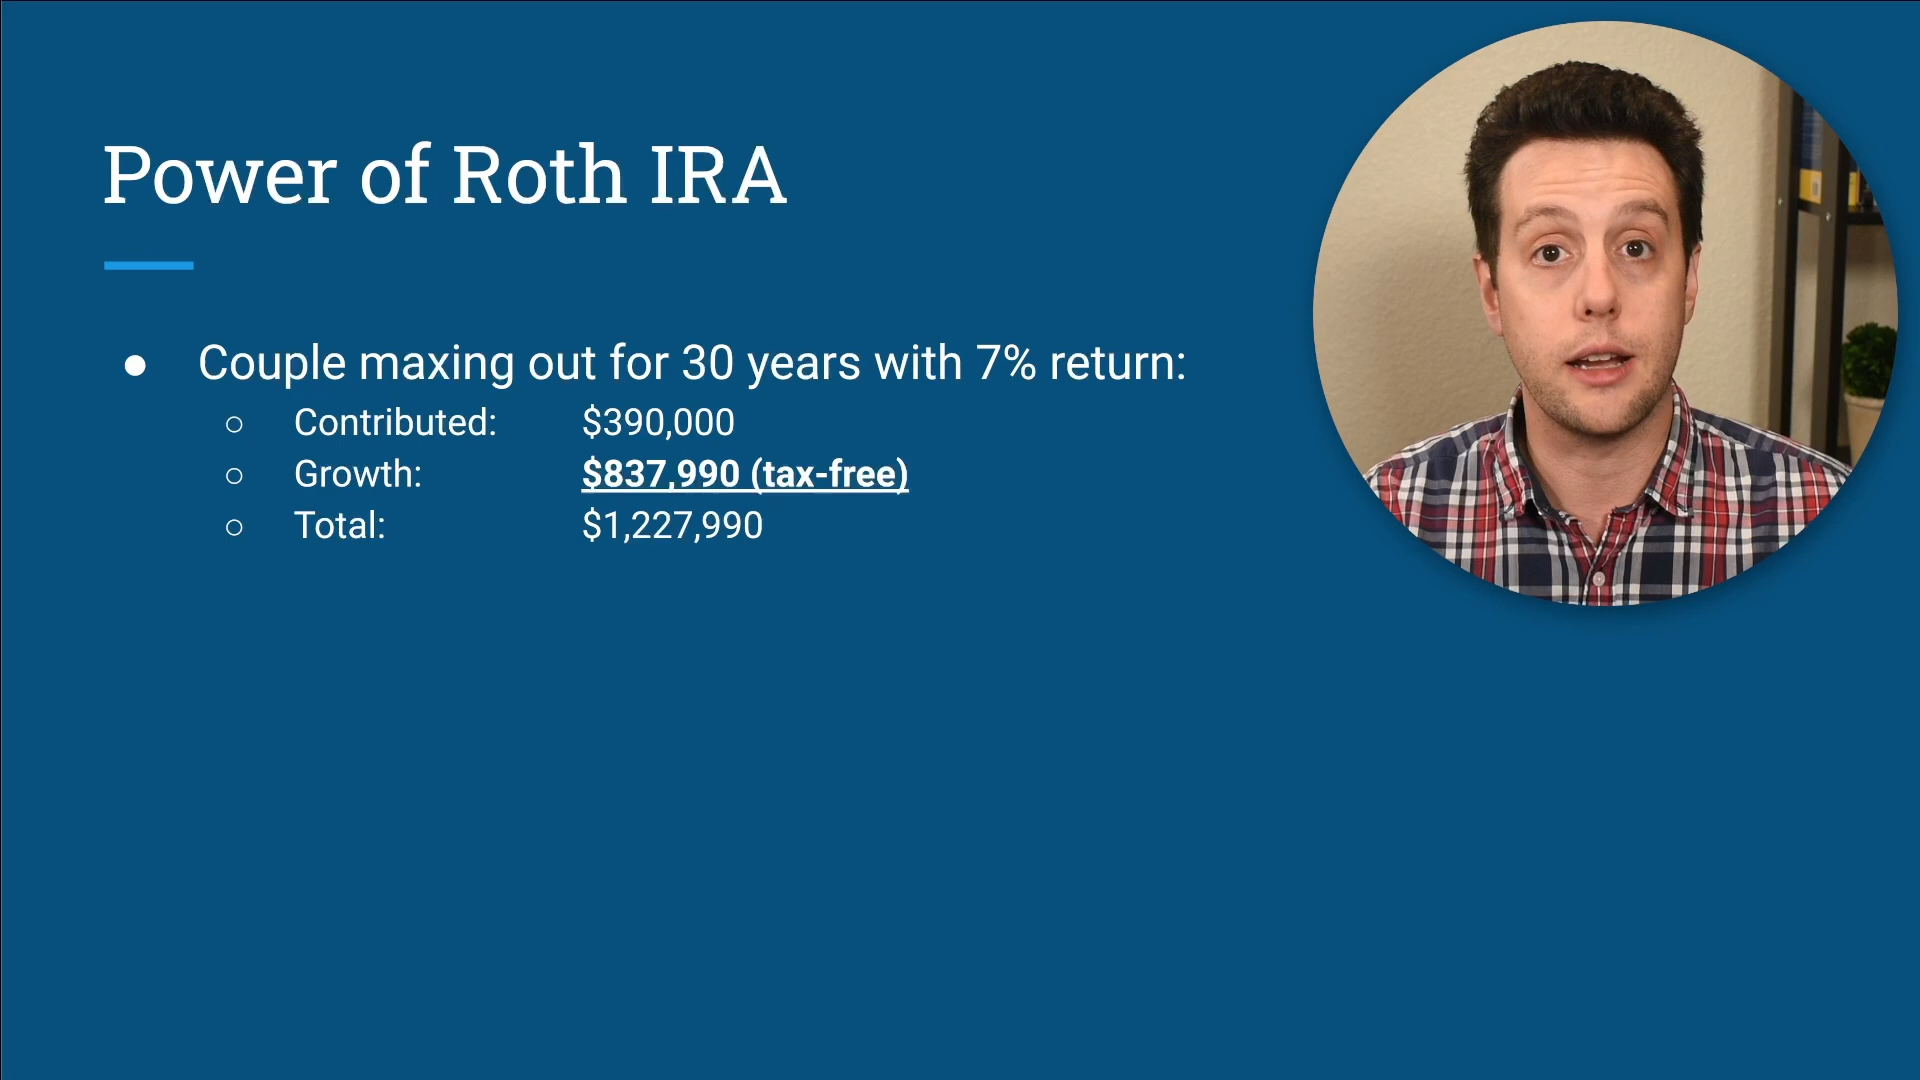 Power of Roth IRA
● Couple maxing out for 30 years with 7% return:
○ Contributed: $390,000
○ Growth: $837,990 (tax-free)
○ Total: $1,227,990